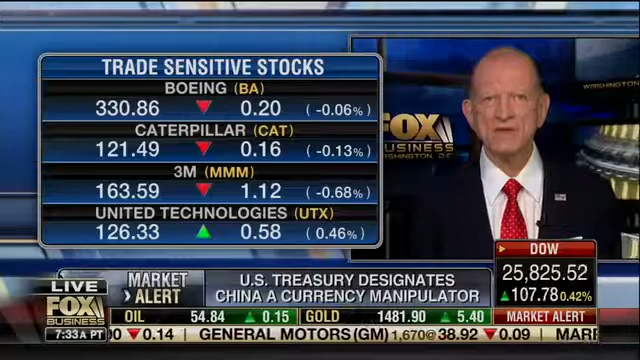 TRADE SENSITIVE STOCKS
BOEING (BA)
330.86 ▼ 0.20 (-0.06%)
CATERPILLAR (CAT)
121.49 ▼ 0.16 (-0.13%)
3M (MMM)
163.59 ▼ 1.12 (-0.68%)
UNITED TECHNOLOGIES (UTX)
126.33 ▲ 0.58 (0.46%)
WASHINGTON
FOX
BUSINESS
WASHINGTON, D.C.
DOW
25,825.52
▲107.78 0.42%
MARKET ALERT
MARKET
ALERT
U.S. TREASURY DESIGNATES
CHINA A CURRENCY MANIPULATOR
LIVE
FOX
BUSINESS
7:33A PT
OIL 54.84 ▲ 0.15 GOLD 1481.90 ▲ 5.40
▼0.14 GENERAL MOTORS(GM) 1,670@38.92 ▼0.09